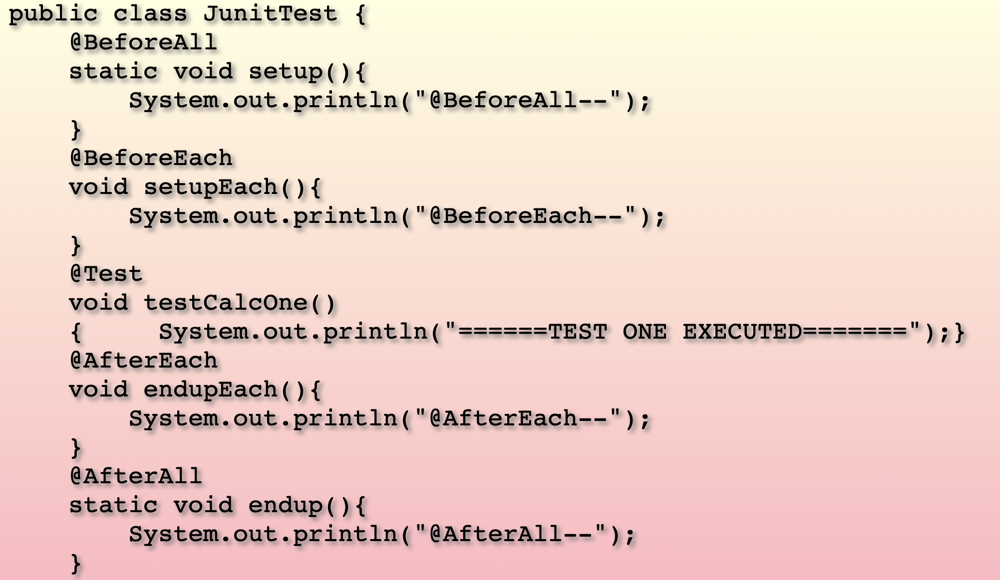 public class JunitTest {
    @BeforeAll
    static void setup(){
        System.out.println("@BeforeAll--");
    }
    @BeforeEach
    void setupEach(){
        System.out.println("@BeforeEach--");
    }
    @Test
    void testCalcOne()
    {     System.out.println("======TEST ONE EXECUTED=======");}
    @AfterEach
    void endupEach(){
        System.out.println("@AfterEach--");
    }
    @AfterAll
    static void endup(){
        System.out.println("@AfterAll--");
    }